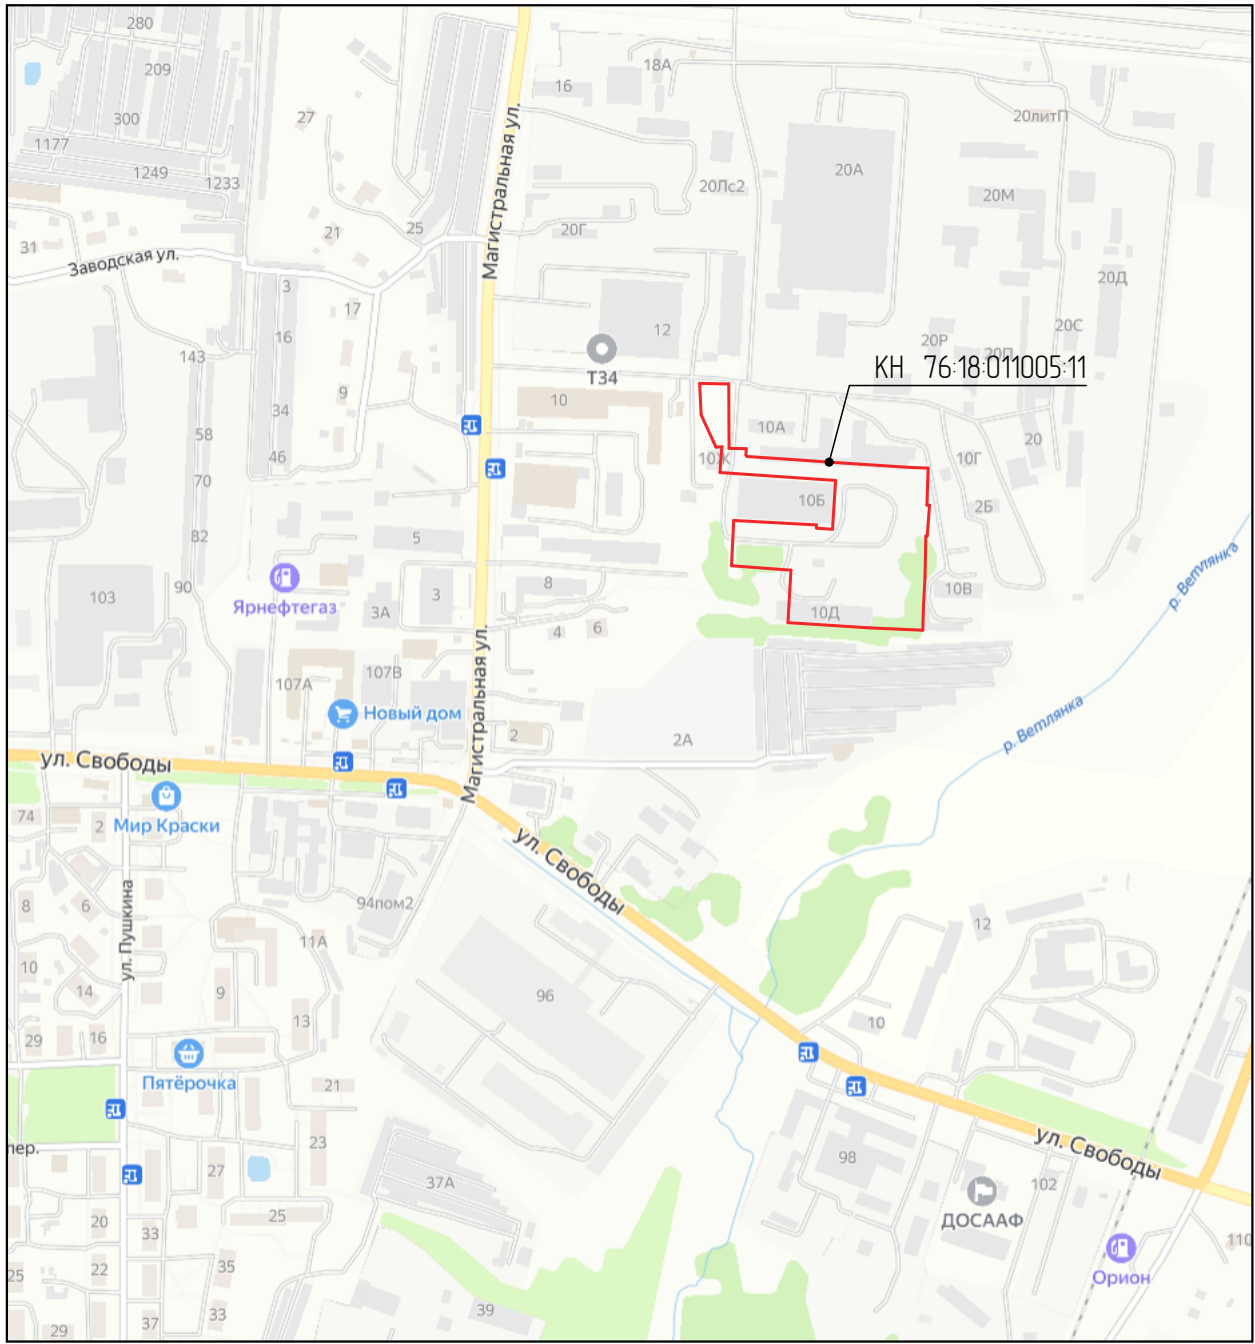 280
209
300
1177
1249
1233
27
16
18А
20литП
20А
20Лс2
20М
Магистральная ул.
31
Заводская ул.
21
25
20Г
20Д
3
17
16
12
20С
20Р
20П
143
Т34
КН 76:18:011005:11
9
10
34
58
10А
20
46
10Ж
10Г
70
10Б
2Б
82
5
р. Ветлянка
90
Ярнефтегаз
103
3А
3
8
10В
10Д
4
6
Магистральная ул.
107А
107В
Новый дом
2
2А
р. Ветлянка
ул. Свободы
74
2
Мир Краски
ул. Свободы
8
6
ул. Пушкина
94пом2
12
11А
10
14
9
96
13
10
29
16
Пятёрочка
21
пер.
23
ул. Свободы
27
37А
98
102
ДОСААФ
20
25
33
110
25
22
35
Орион
29
37
33
39